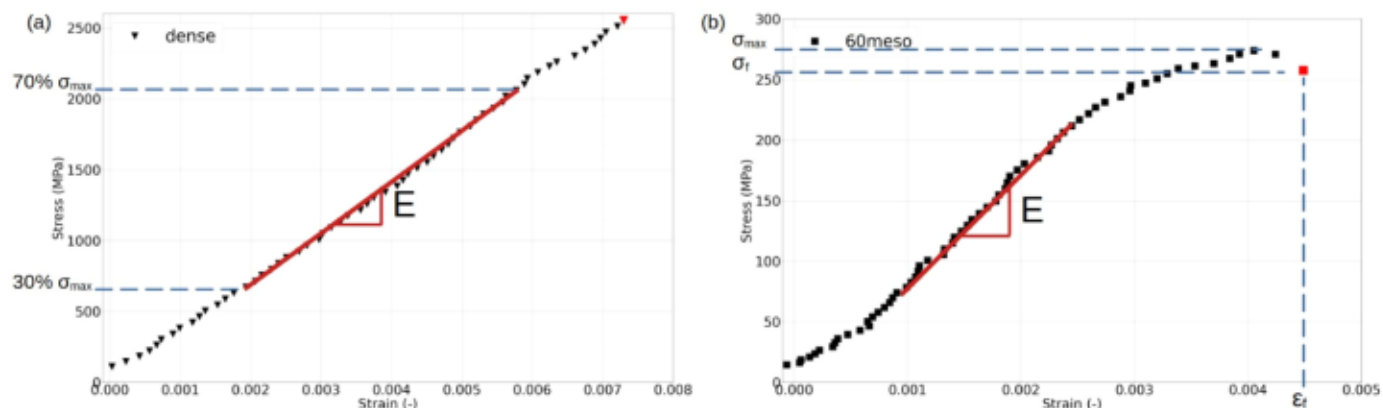 (a)
2500
dense
70% σmax
2000
1500
E
1000
30% σmax
500
0
0.000 0.001 0.002 0.003 0.004 0.005 0.006 0.007 0.008
Strain (-)
Stress (MPa)
(b)
300
σmax
60meso
σf
250
200
150
E
100
50
0
0.000 0.001 0.002 0.003 0.004 0.005
Strain (-)
εf
Stress (MPa)